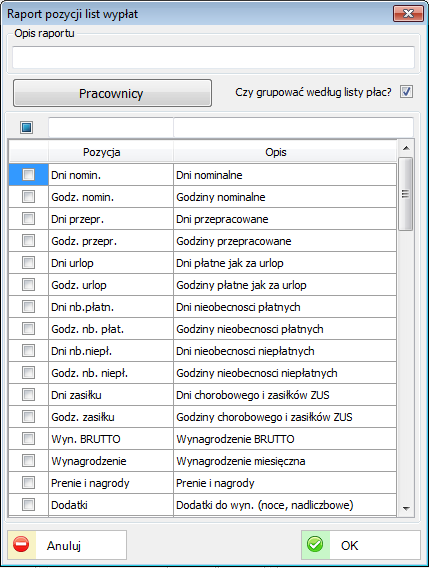 Raport pozycji list wypłat
Opis raportu
Pracownicy
Czy grupować według listy płac?
Pozycja Opis
Dni nomin. Dni nominalne
Godz. nomin. Godziny nominalne
Dni przepr. Dni przepracowane
Godz. przepr. Godziny przepracowane
Dni urlop Dni płatne jak za urlop
Godz. urlop Godziny płatne jak za urlop
Dni nb.płatn. Dni nieobecnosci płatnych
Godz. nb. płat. Godziny nieobecnosci płatnych
Dni nb.niepł. Dni nieobecnosci niepłatnych
Godz. nb. niepł. Godziny nieobecnosci niepłatnych
Dni zasiłku Dni chorobowego i zasiłków ZUS
Godz. zasiłku Godziny chorobowego i zasiłków ZUS
Wyn. BRUTTO Wynagrodzenie BRUTTO
Wynagrodzenie Wynagrodzenie miesięczna
Prenie i nagrody Prenie i nagrody
Dodatki Dodatki do wyn. (noce, nadliczbowe)
Anuluj OK